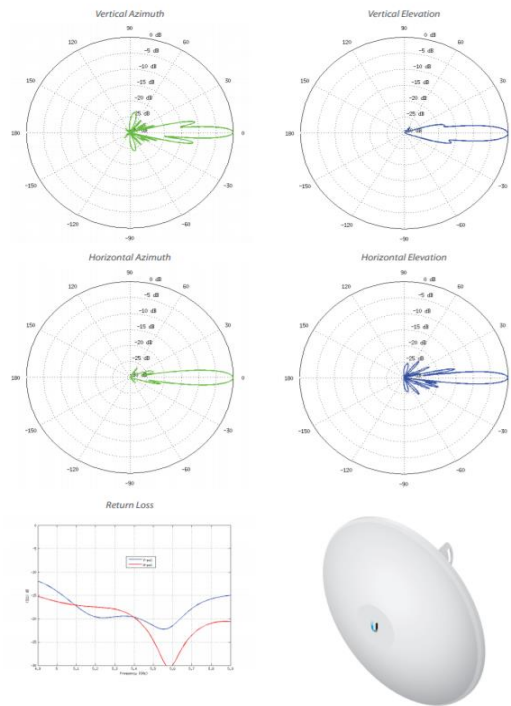 Vertical Azimuth
Vertical Elevation
90
0 dB
120
60
-5 dB
150
-10 dB
30
-15 dB
-20 dB
-25 dB
180
0
-150
-30
-120
-60
-90
90
0 dB
120
60
-5 dB
150
-10 dB
30
-15 dB
-20 dB
-25 dB
180
0
-150
-30
-120
-60
-90
Horizontal Azimuth
Horizontal Elevation
90
0 dB
120
60
-5 dB
150
-10 dB
30
-15 dB
-20 dB
-25 dB
180
0
-150
-30
-120
-60
-90
90
0 dB
120
60
-5 dB
150
-10 dB
30
-15 dB
-20 dB
-25 dB
180
0
-150
-30
-120
-60
-90
Return Loss
Frequency (GHz)